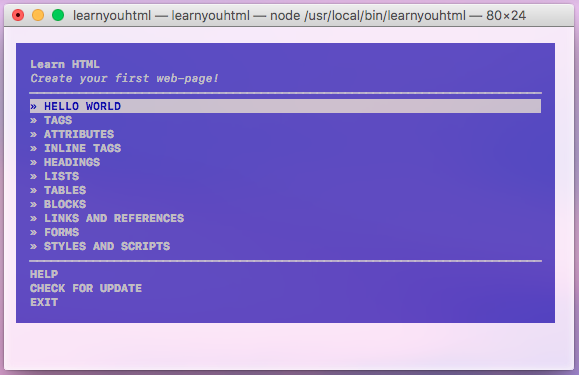 learnyouhtml — learnyouhtml — node /usr/local/bin/learnyouhtml — 80×24
Learn HTML
Create your first web-page!
» HELLO WORLD
» TAGS
» ATTRIBUTES
» INLINE TAGS
» HEADINGS
» LISTS
» TABLES
» BLOCKS
» LINKS AND REFERENCES
» FORMS
» STYLES AND SCRIPTS
HELP
CHECK FOR UPDATE
EXIT